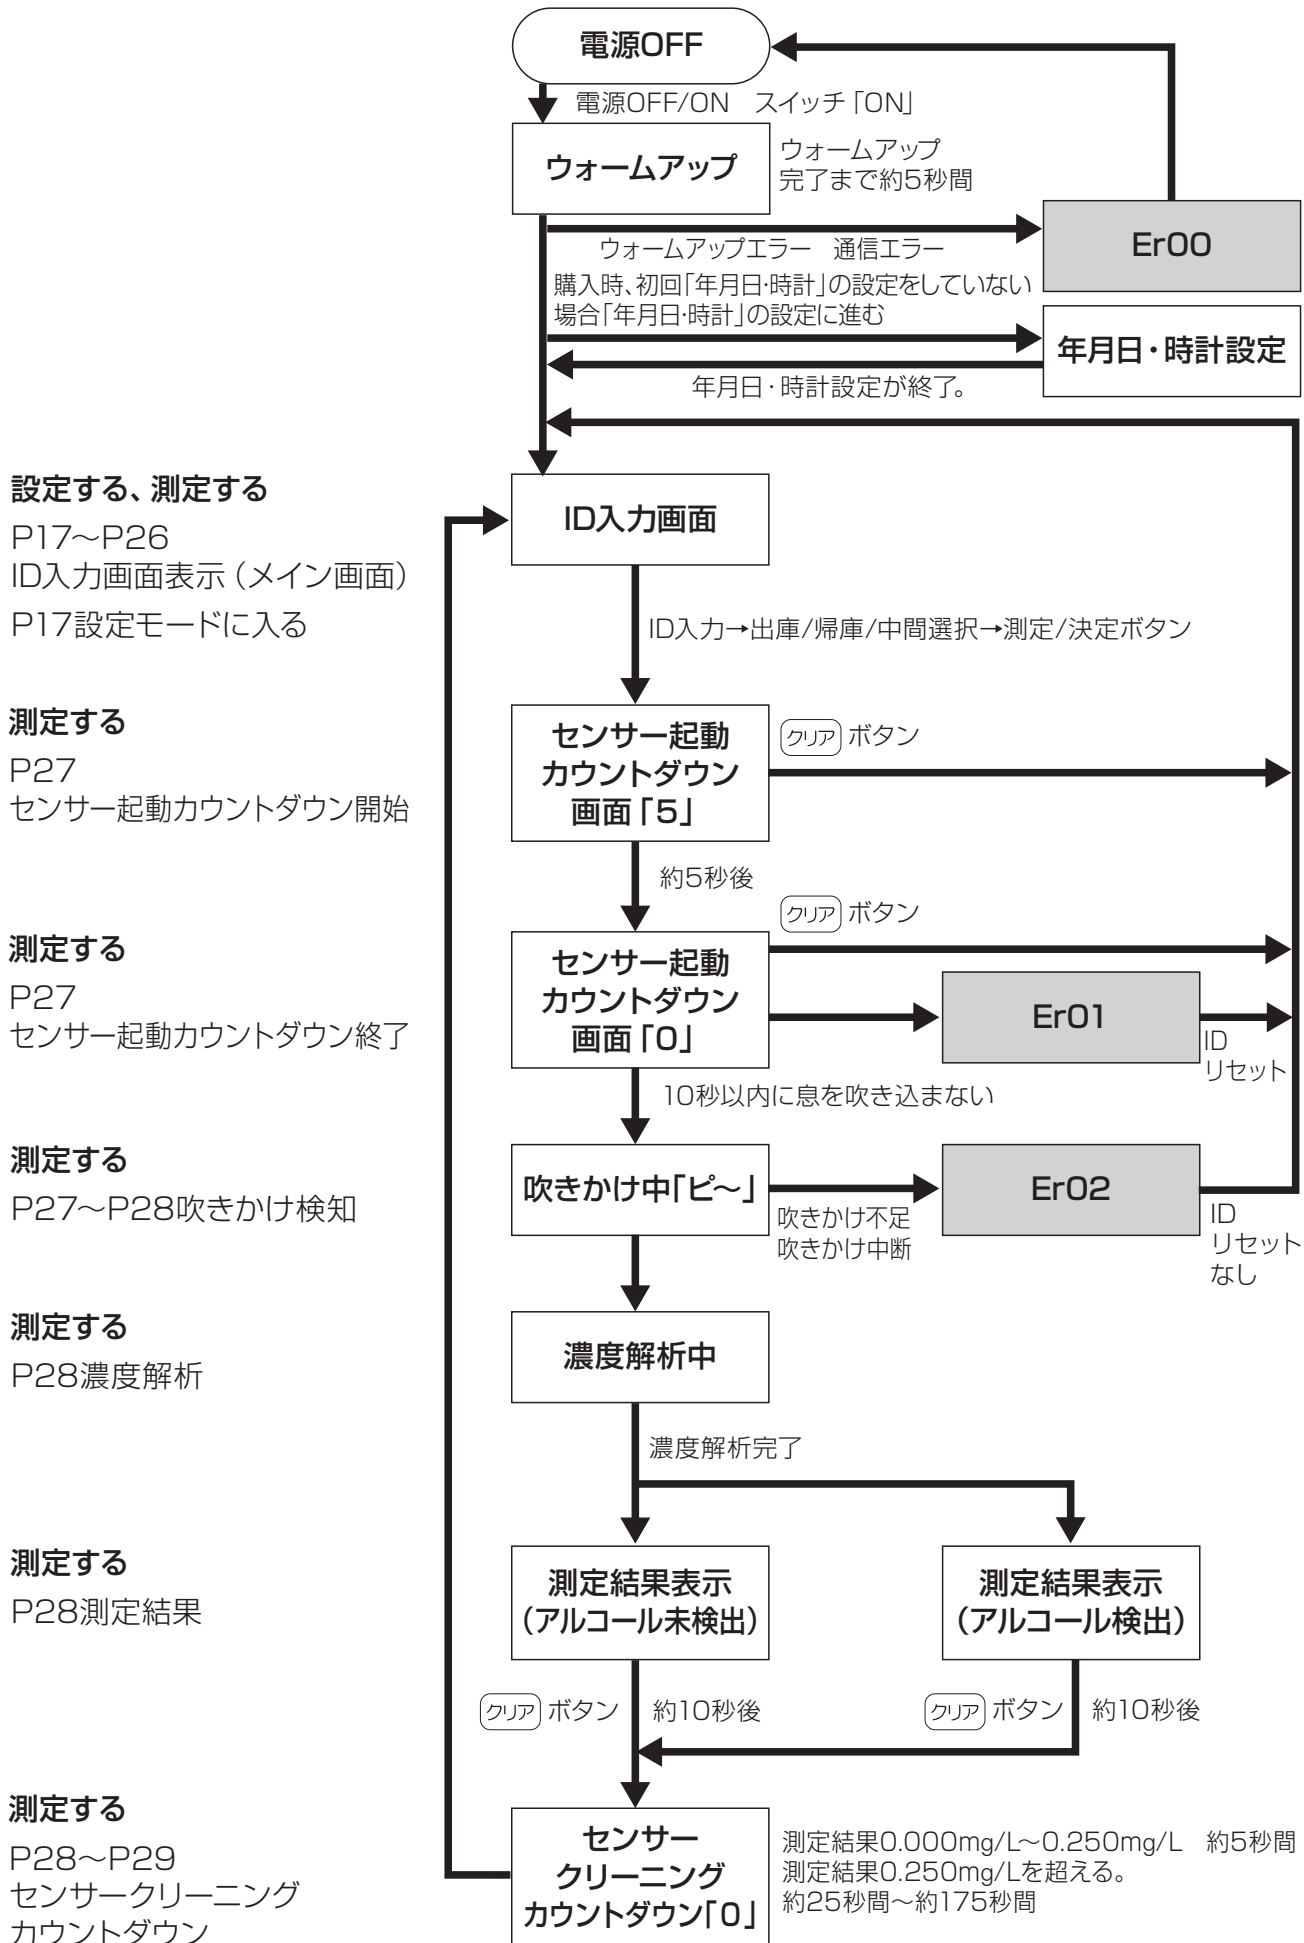 電源OFF
電源OFF/ON　スイッチ「ON」
ウォームアップ
ウォームアップ
完了まで約5秒間
Er00
ウォームアップエラー　通信エラー
購入時、初回「年月日・時計」の設定をしていない
場合「年月日・時計」の設定に進む
年月日・時計設定
年月日・時計設定が終了。
設定する、測定する
P17～P26
ID入力画面表示（メイン画面）
P17設定モードに入る
ID入力画面
ID入力→出庫/帰庫/中間選択→測定/決定ボタン
測定する
P27
センサー起動カウントダウン開始
センサー起動
カウントダウン
画面「5」
クリア ボタン
約5秒後
測定する
P27
センサー起動カウントダウン終了
センサー起動
カウントダウン
画面「0」
クリア ボタン
Er01
ID
リセット
10秒以内に息を吹き込まない
測定する
P27～P28吹きかけ検知
吹きかけ中「ピ～」
吹きかけ不足
吹きかけ中断
Er02
ID
リセット
なし
測定する
P28濃度解析
濃度解析中
濃度解析完了
測定する
P28測定結果
測定結果表示
（アルコール未検出）
測定結果表示
（アルコール検出）
クリア ボタン　約10秒後
クリア ボタン　約10秒後
測定する
P28～P29
センサークリーニング
カウントダウン
センサー
クリーニング
カウントダウン「0」
測定結果0.000mg/L～0.250mg/L　約5秒間
測定結果0.250mg/Lを超える。
約25秒間～約175秒間